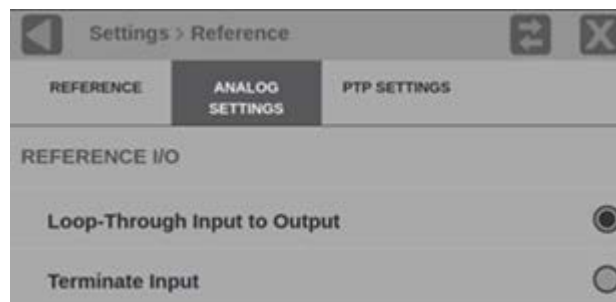 Settings > Reference
REFERENCE
ANALOG
SETTINGS
PTP SETTINGS
REFERENCE I/O
Loop-Through Input to Output
Terminate Input